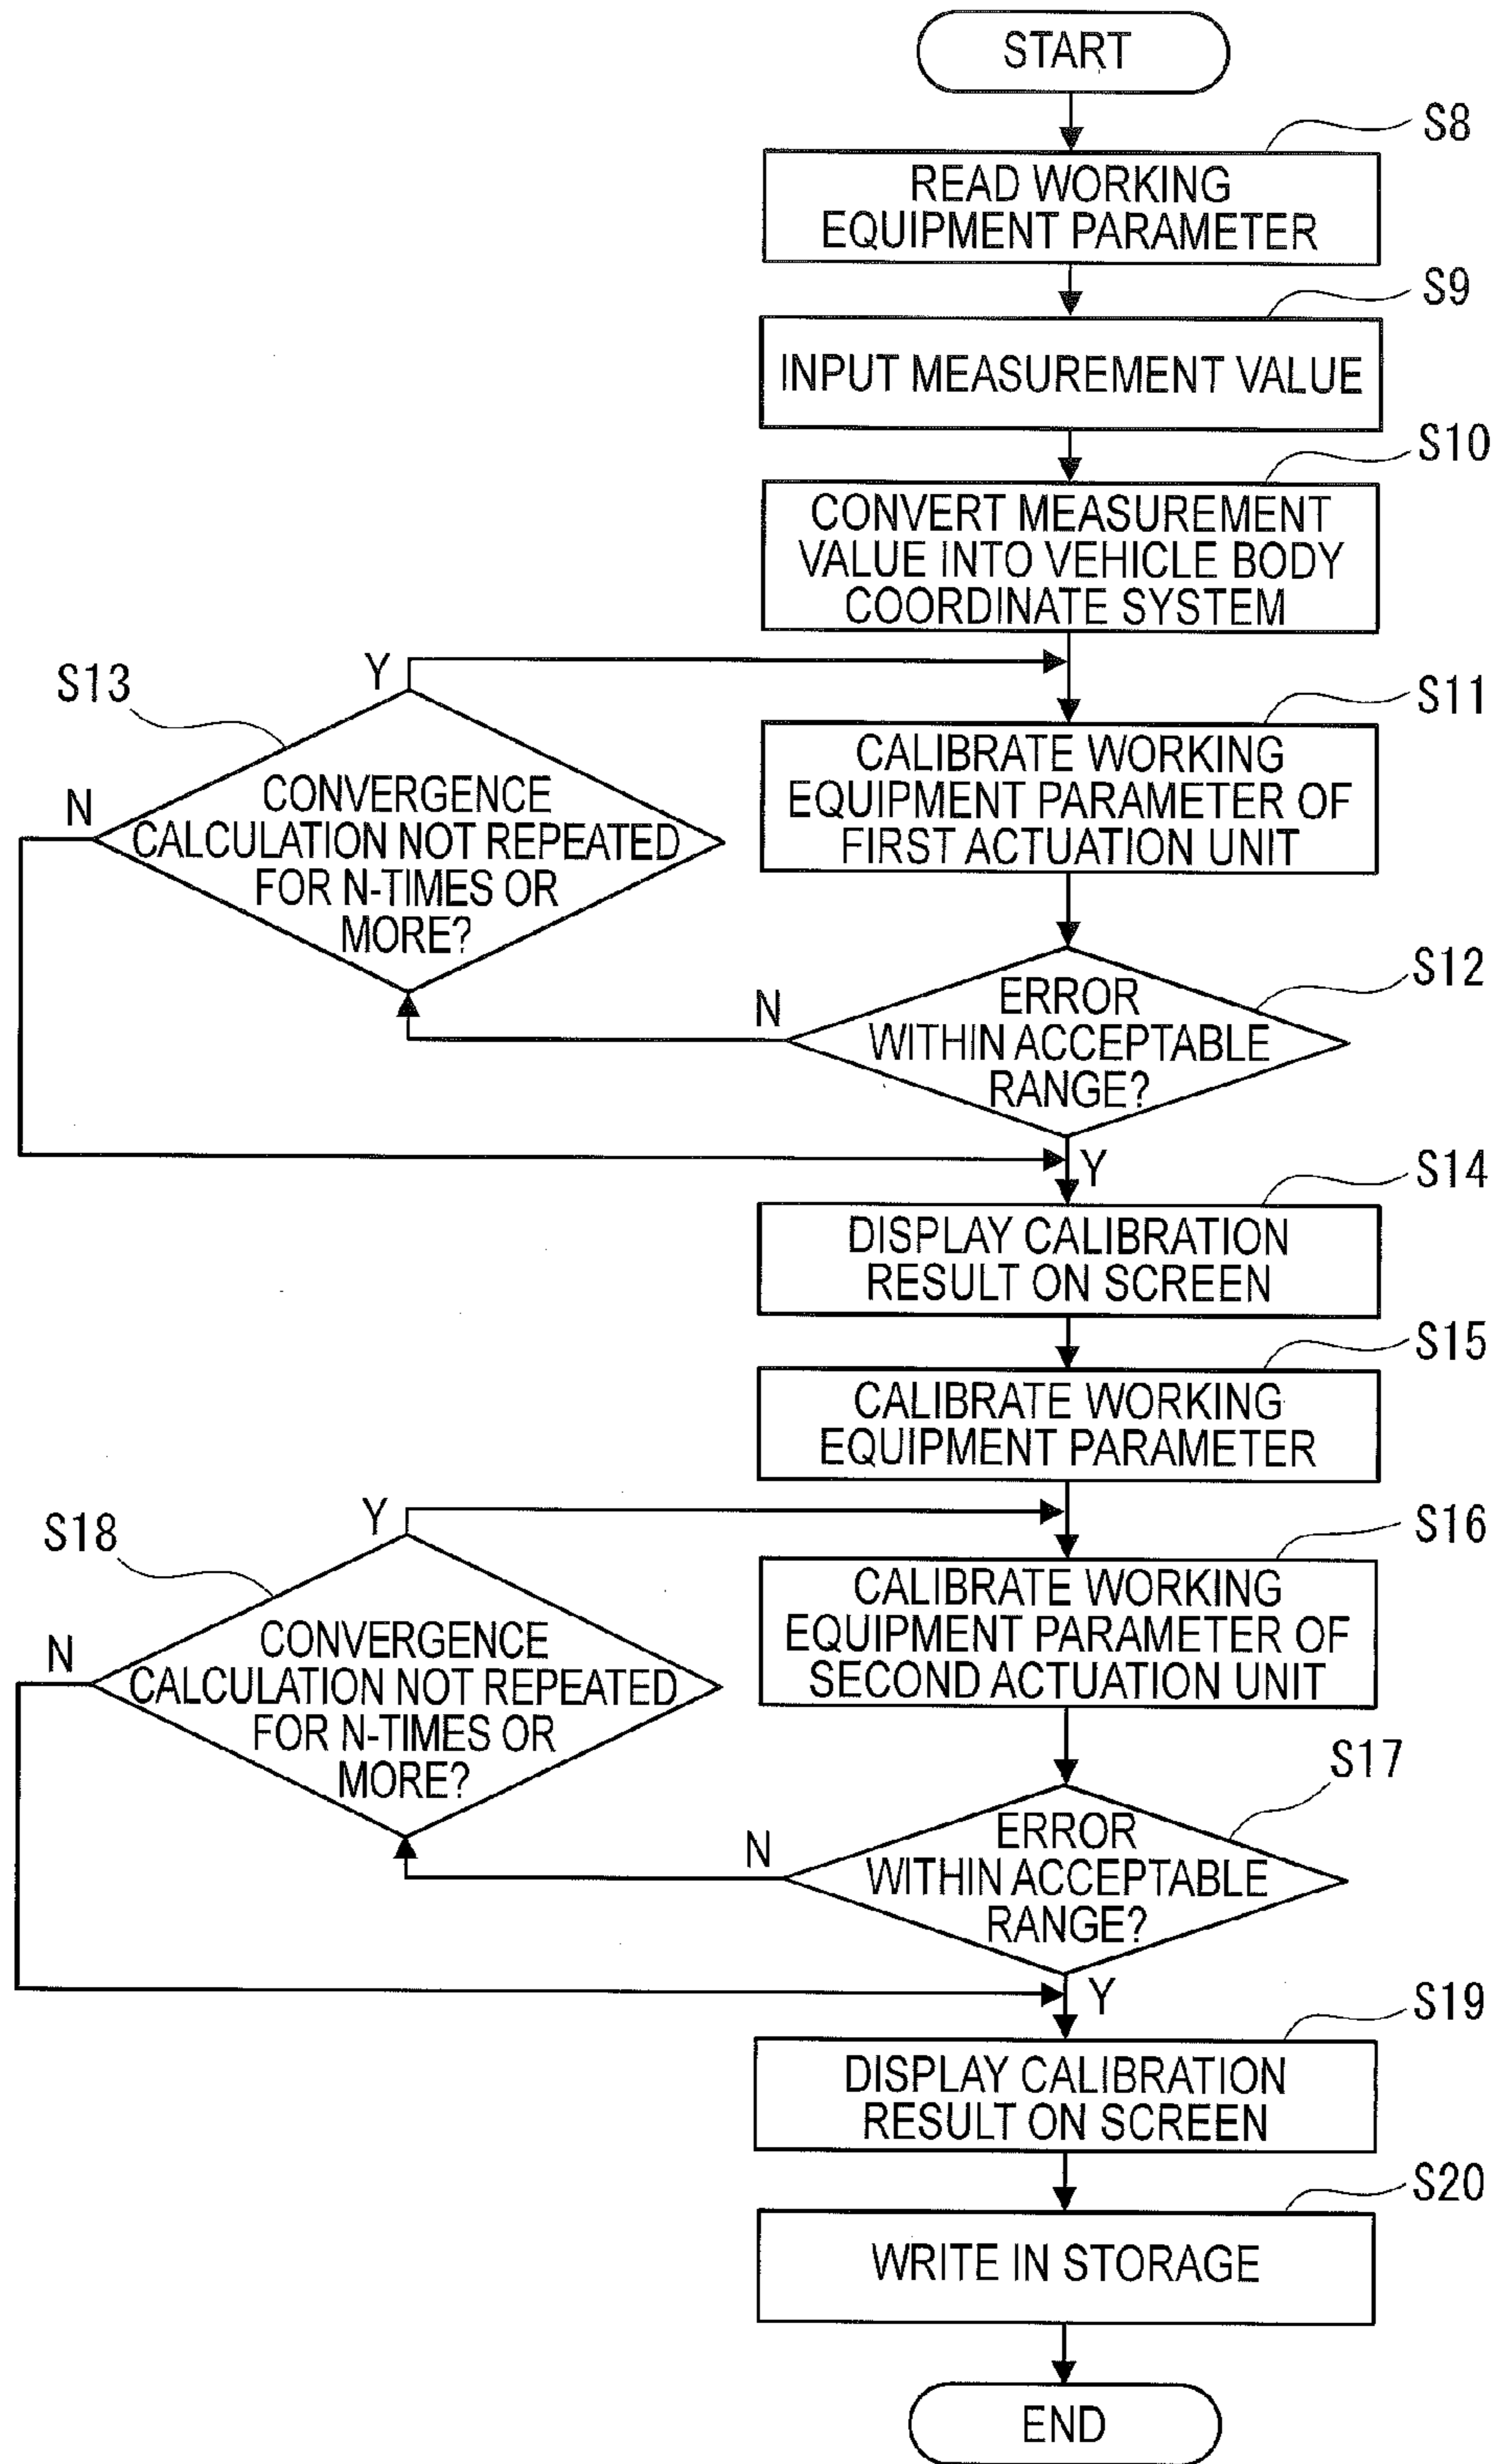 START
S8
READ WORKING
EQUIPMENT PARAMETER
S9
INPUT MEASUREMENT VALUE
S10
CONVERT MEASUREMENT
VALUE INTO VEHICLE BODY
COORDINATE SYSTEM
Y
S13
N
CONVERGENCE
CALCULATION NOT REPEATED
FOR N-TIMES OR
MORE?
S11
CALIBRATE WORKING
EQUIPMENT PARAMETER OF
FIRST ACTUATION UNIT
S12
N
ERROR
WITHIN ACCEPTABLE
RANGE?
Y
S14
DISPLAY CALIBRATION
RESULT ON SCREEN
S15
CALIBRATE WORKING
EQUIPMENT PARAMETER
Y
S18
N
CONVERGENCE
CALCULATION NOT REPEATED
FOR N-TIMES OR
MORE?
S16
CALIBRATE WORKING
EQUIPMENT PARAMETER OF
SECOND ACTUATION UNIT
S17
N
ERROR
WITHIN ACCEPTABLE
RANGE?
Y
S19
DISPLAY CALIBRATION
RESULT ON SCREEN
S20
WRITE IN STORAGE
END